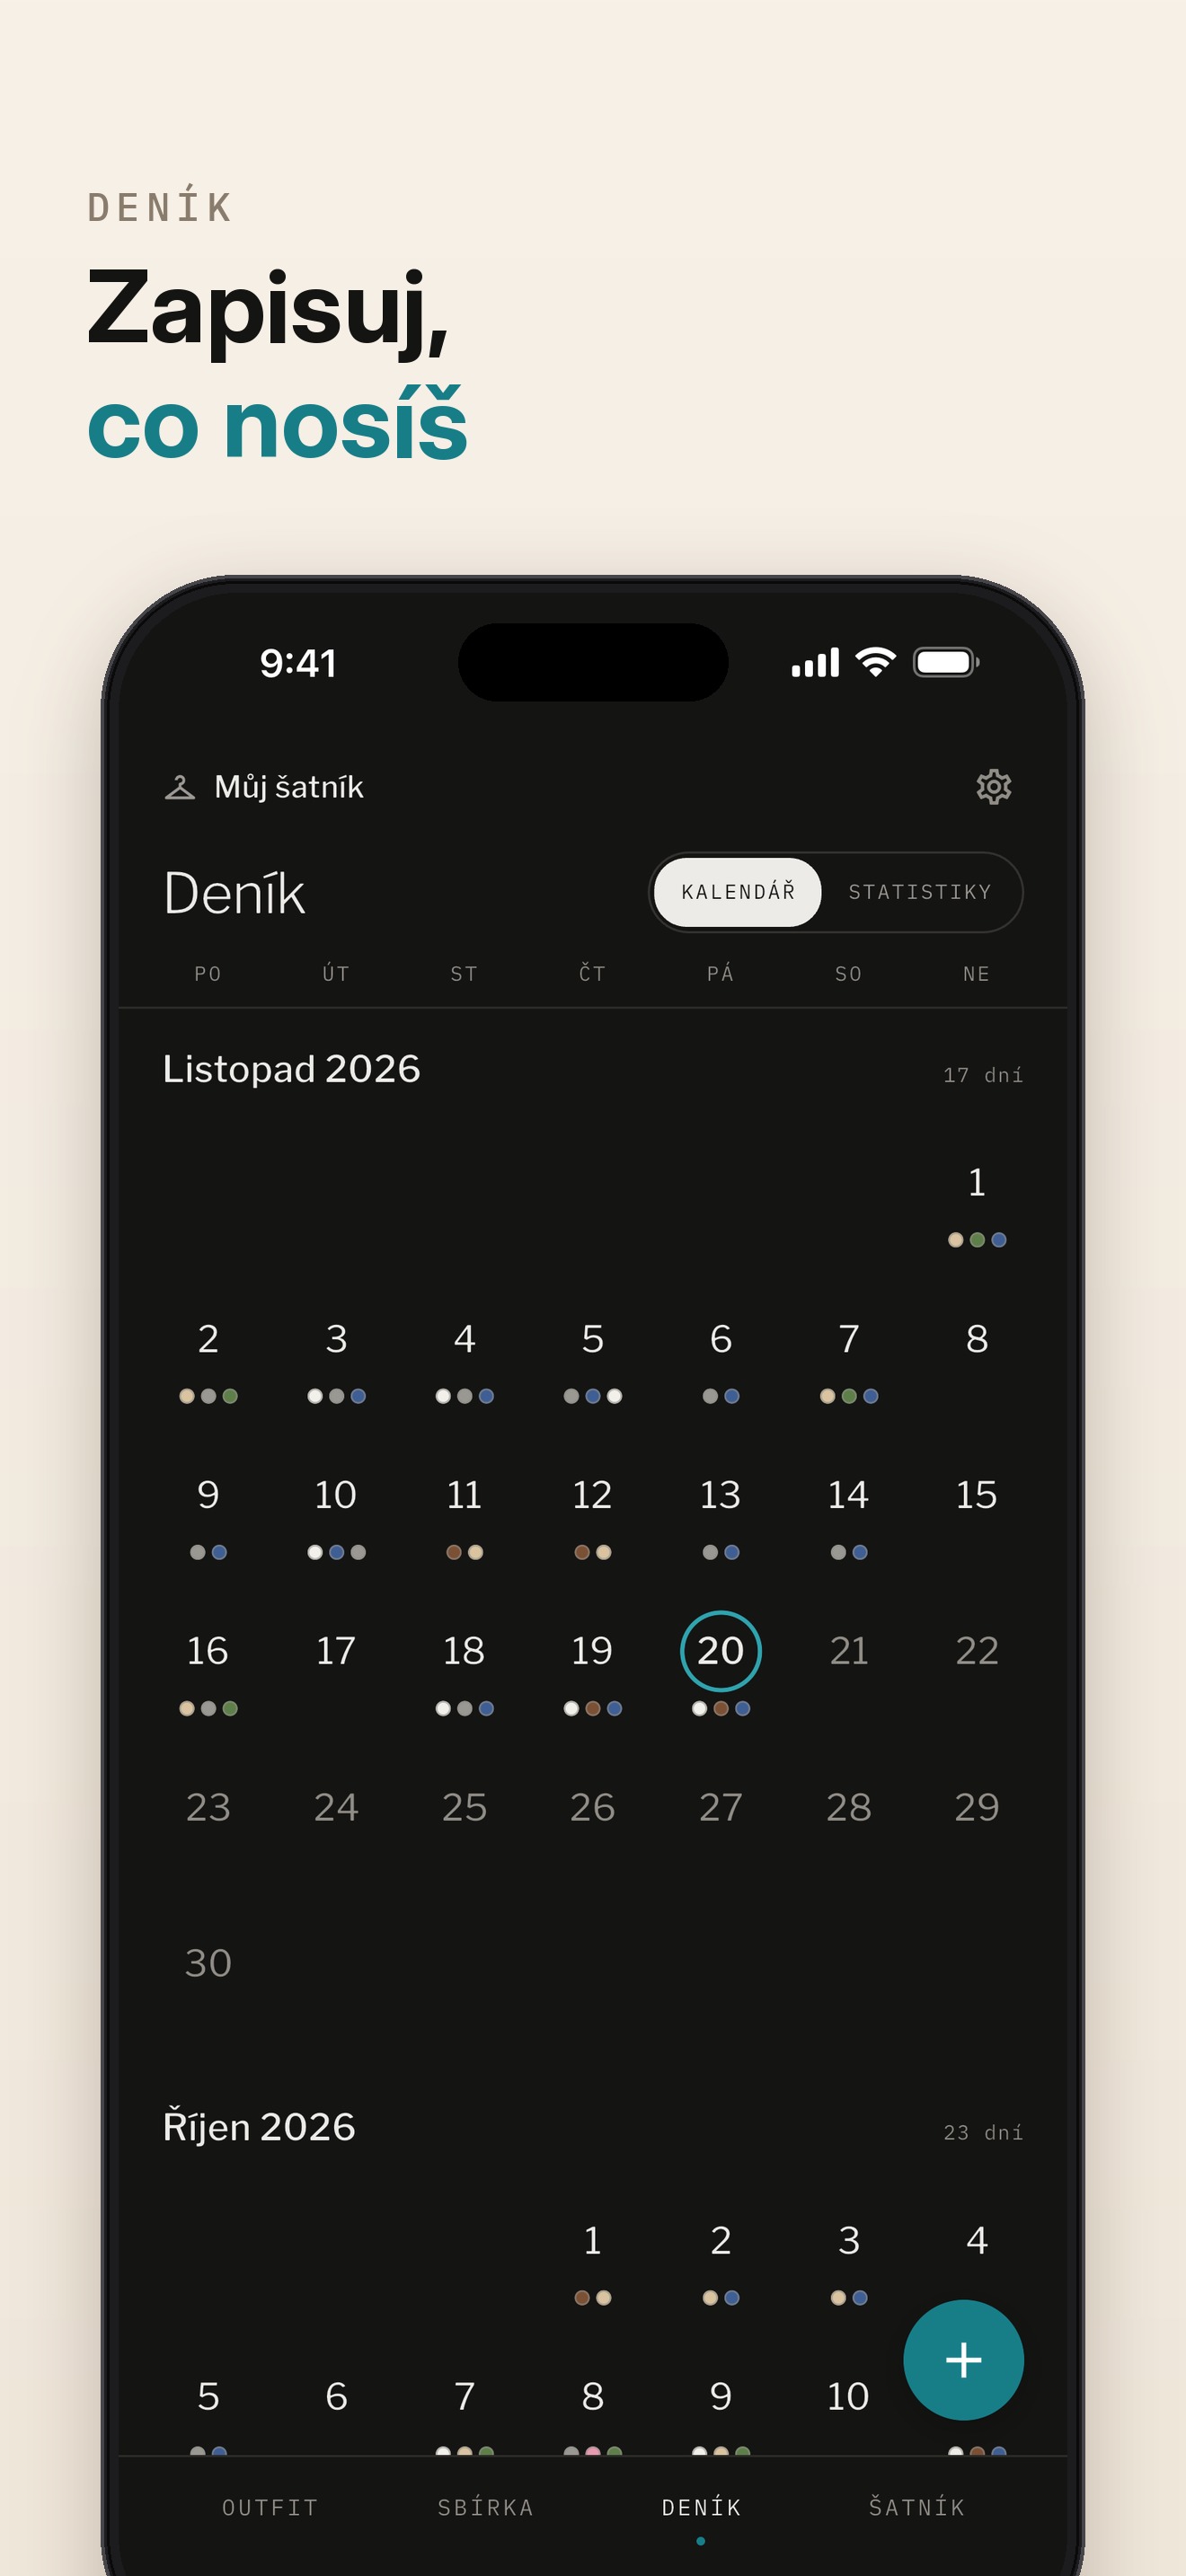 DENÍK
Zapisuj,
co nosíš
9:41
Můj šatník
Deník
KALENDÁŘ STATISTIKY
PO ÚT ST ČT PÁ SO NE
Listopad 2026 17 dní
1
2 3 4 5 6 7 8
9 10 11 12 13 14 15
16 17 18 19 20 21 22
23 24 25 26 27 28 29
30
Říjen 2026 23 dní
1 2 3 4
5 6 7 8 9 10
OUTFIT SBÍRKA DENÍK ŠATNÍK